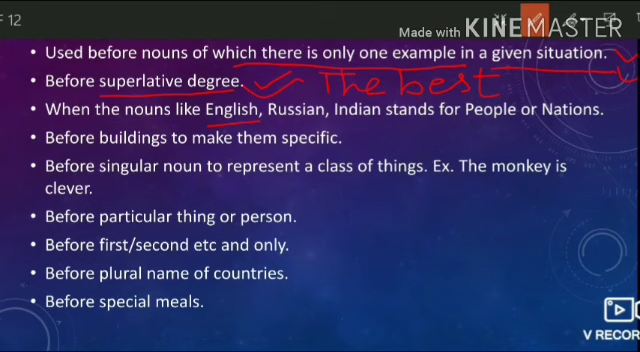 F 12
Made with KINEMASTER
• Used before nouns of which there is only one example in a given situation.
• Before superlative degree. The best
• When the nouns like English, Russian, Indian stands for People or Nations.
• Before buildings to make them specific.
• Before singular noun to represent a class of things. Ex. The monkey is
clever.
• Before particular thing or person.
• Before first/second etc and only.
• Before plural name of countries.
• Before special meals.
V RECOR